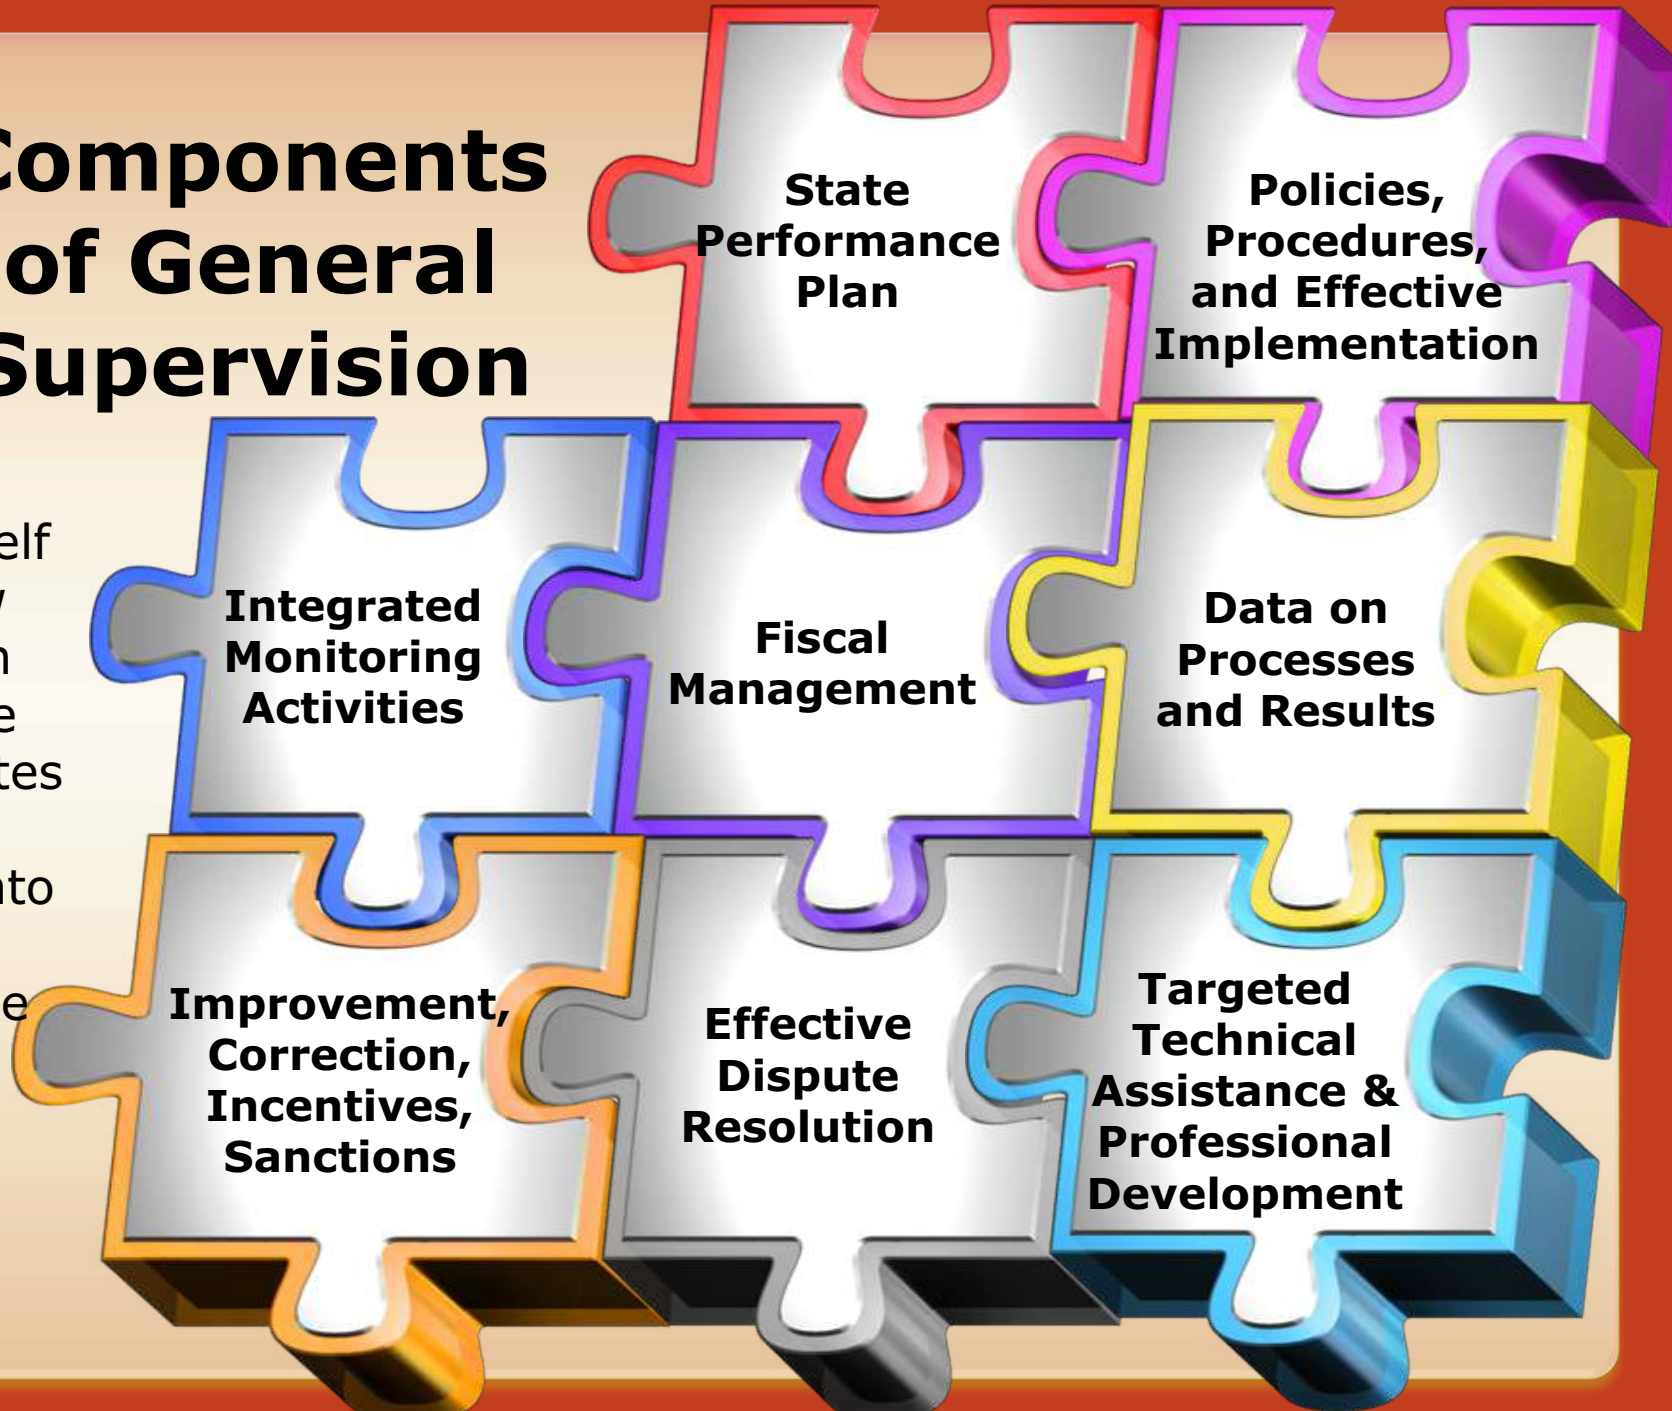 Components
of General
Supervision
State
Performance
Plan
Policies,
Procedures,
and Effective
Implementation
Integrated
Monitoring
Activities
Fiscal
Management
Data on
Processes
and Results
Improvement,
Correction,
Incentives,
Sanctions
Effective
Dispute
Resolution
Targeted
Technical
Assistance &
Professional
Development